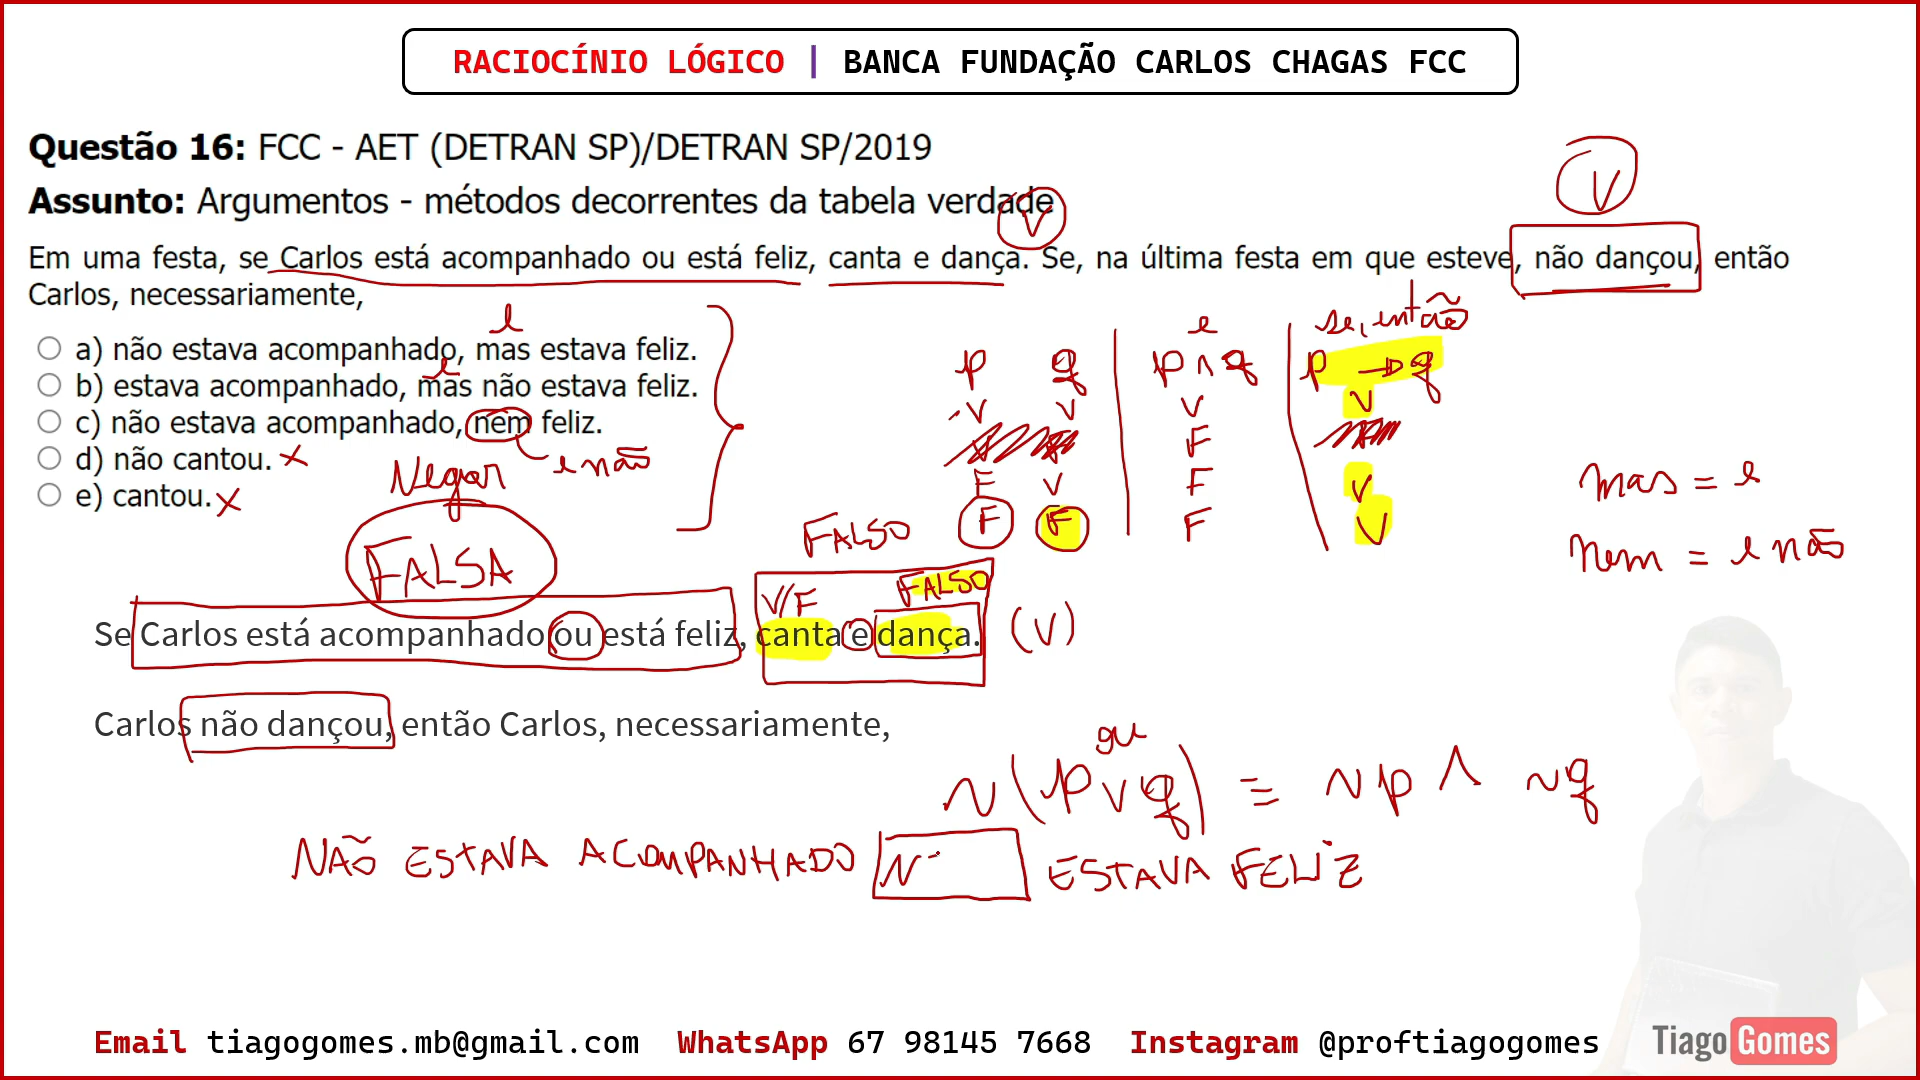 RACIOCÍNIO LÓGICO | BANCA FUNDAÇÃO CARLOS CHAGAS FCC
Questão 16: FCC - AET (DETRAN SP)/DETRAN SP/2019
Assunto: Argumentos - métodos decorrentes da tabela verdade
V
V
Em uma festa, se Carlos está acompanhado ou está feliz, canta e dança. Se, na última festa em que esteve, não dançou, então
Carlos, necessariamente,
a) não estava acompanhado, mas estava feliz.
e
b) estava acompanhado, mas não estava feliz.
e
c) não estava acompanhado, nem feliz.
e não
d) não cantou. X
e) cantou. X
e
se, então
p q p ∧ q p → q
V V V V
F V F V
F F F V
mas = e
nem = e não
Negar
FALSA
FALSO
V/F FALSO
Se Carlos está acompanhado ou está feliz, canta e dança. (V)
Carlos não dançou, então Carlos, necessariamente,
ou
~(p ∨ q) ≡ ~p ∧ ~q
NÃO ESTAVA ACOMPANHADO N ESTAVA FELIZ
Email tiagogomes.mb@gmail.com WhatsApp 67 98145 7668 Instagram @proftiagogomes
Tiago Gomes